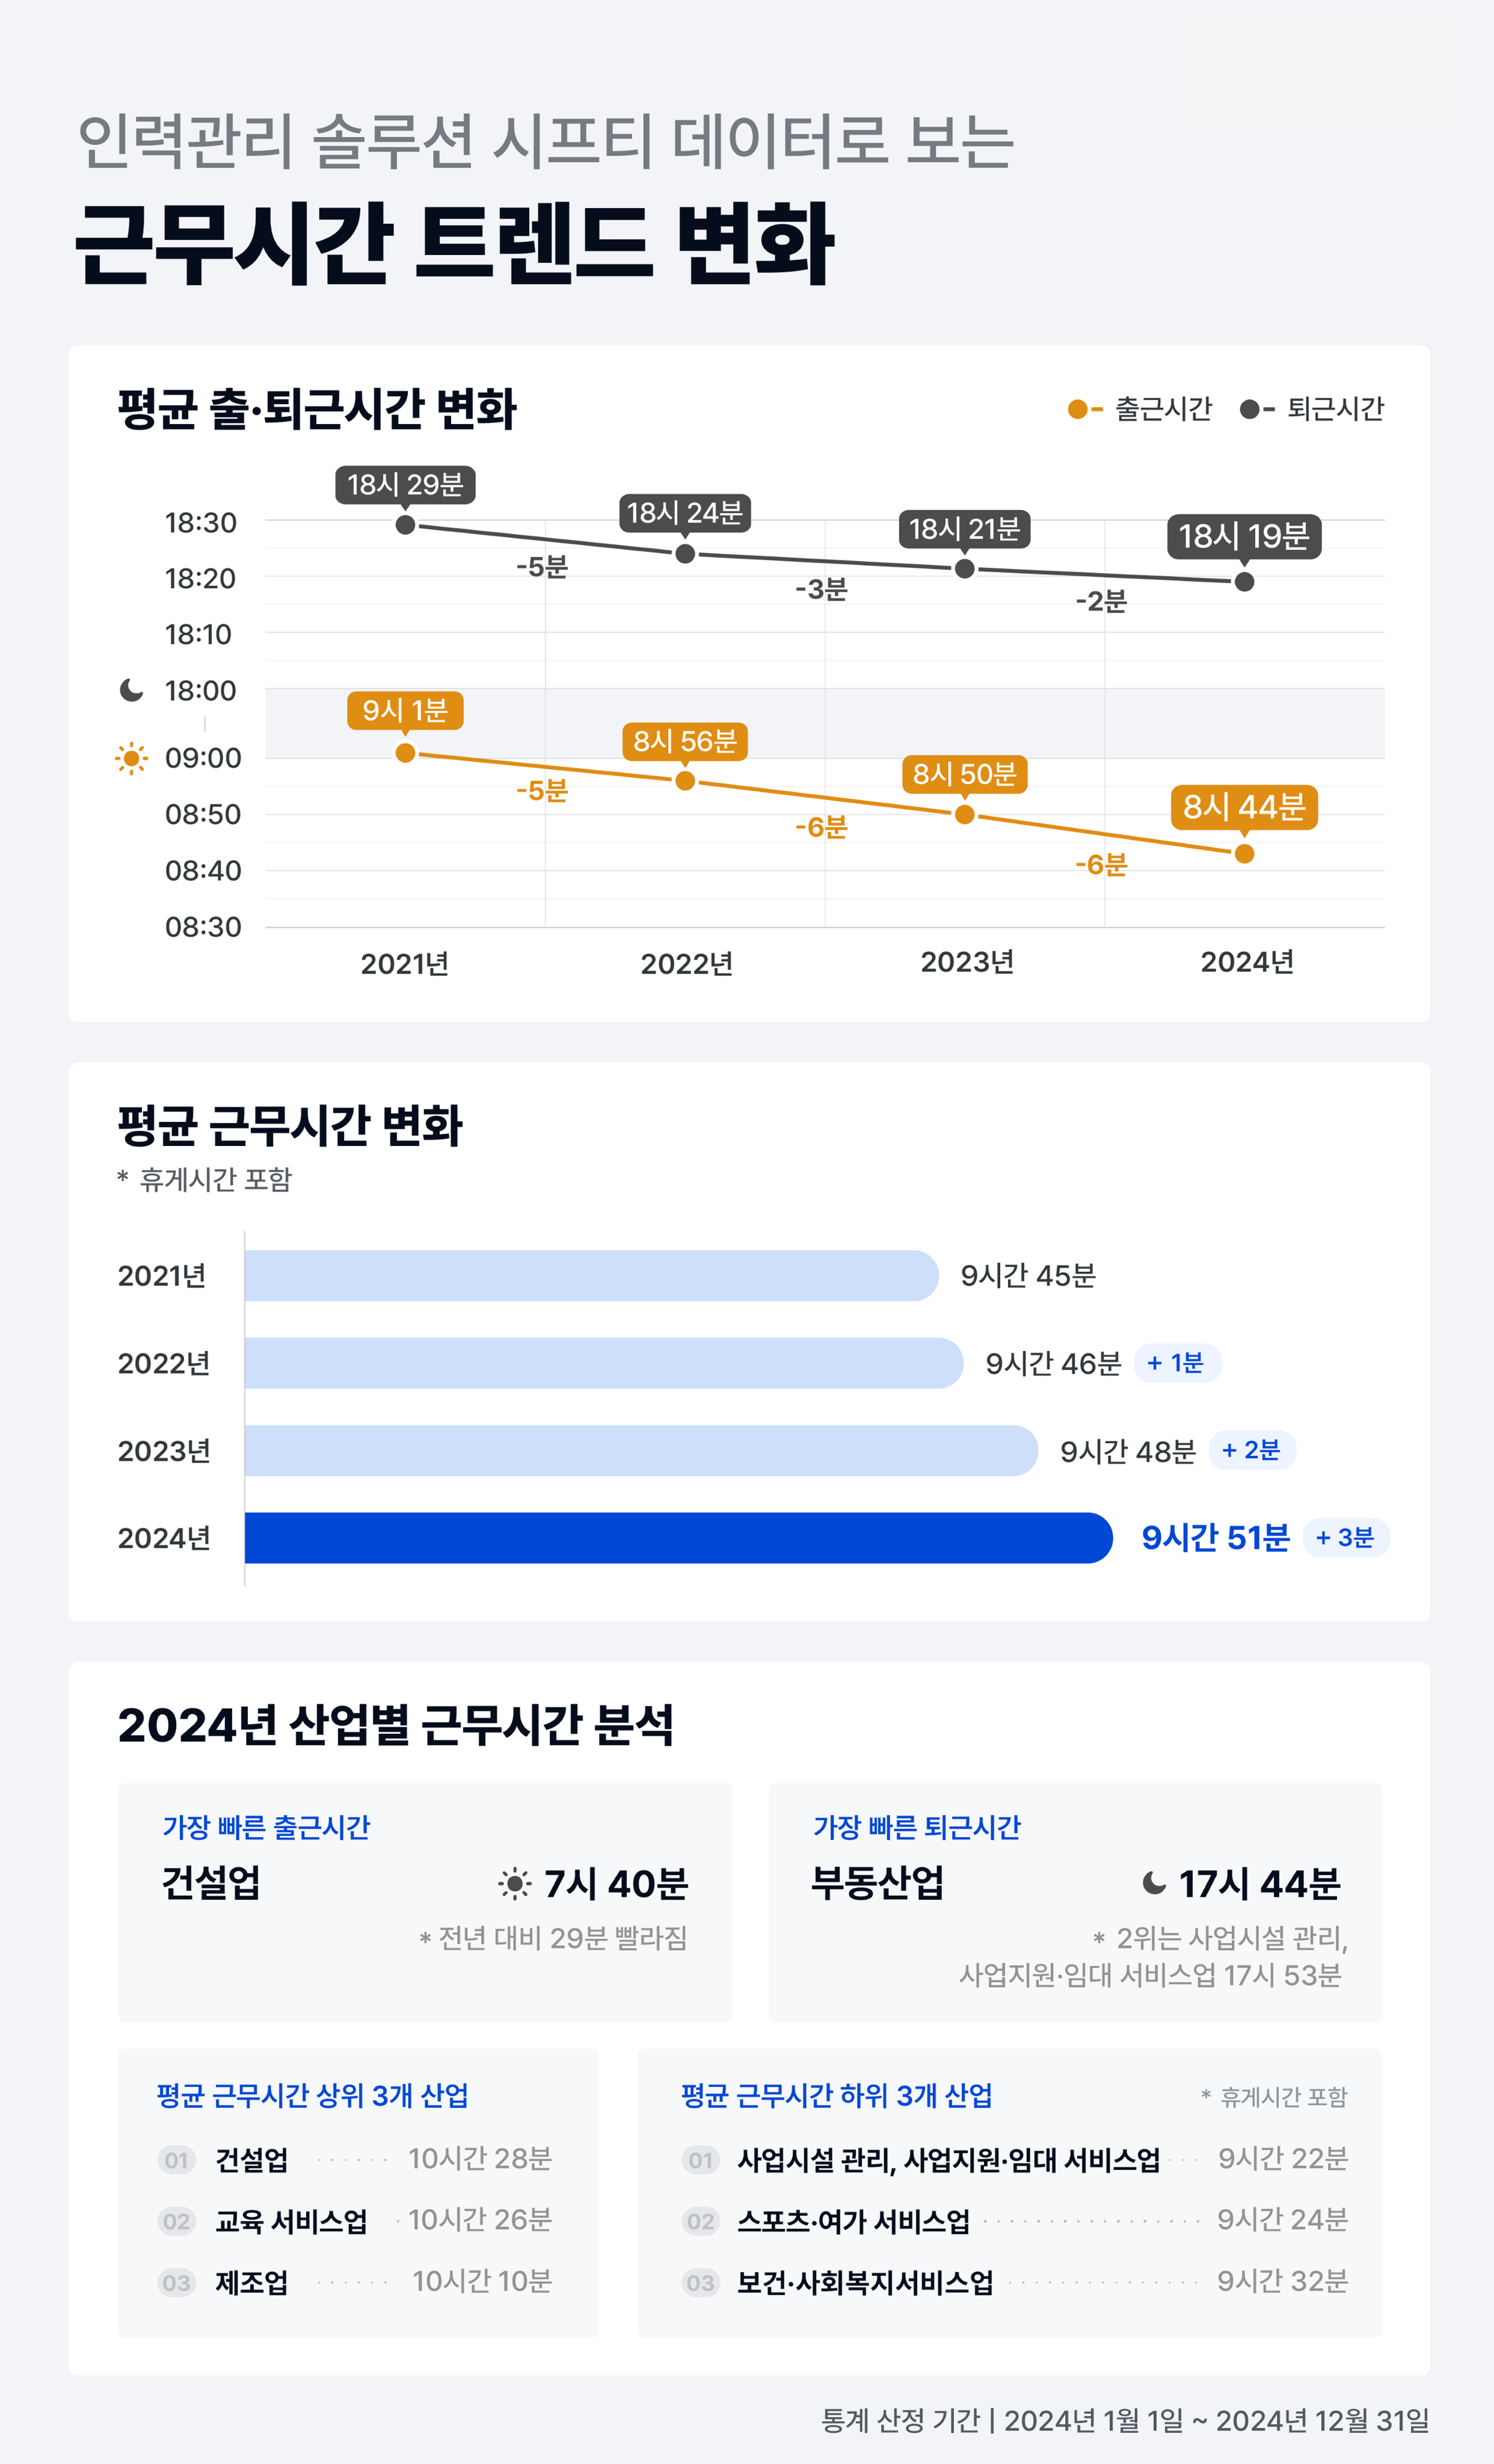 인력관리 솔루션 시프티 데이터로 보는
근무시간 트렌드 변화
평균 출·퇴근시간 변화
출근시간 퇴근시간
18시 29분
18시 24분
18시 21분
18시 19분
18:30
18:20
18:10
18:00
-5분
-3분
-2분
9시 1분
8시 56분
8시 50분
8시 44분
09:00
08:50
08:40
08:30
-5분
-6분
-6분
2021년 2022년 2023년 2024년
평균 근무시간 변화
* 휴게시간 포함
2021년 9시간 45분
2022년 9시간 46분 + 1분
2023년 9시간 48분 + 2분
2024년 9시간 51분 + 3분
2024년 산업별 근무시간 분석
가장 빠른 출근시간
건설업 7시 40분
* 전년 대비 29분 빨라짐
가장 빠른 퇴근시간
부동산업 17시 44분
* 2위는 사업시설 관리,
사업지원·임대 서비스업 17시 53분
평균 근무시간 상위 3개 산업
01 건설업 · · · · · · 10시간 28분
02 교육 서비스업 · 10시간 26분
03 제조업 · · · · · · 10시간 10분
평균 근무시간 하위 3개 산업 * 휴게시간 포함
01 사업시설 관리, 사업지원·임대 서비스업 · · · 9시간 22분
02 스포츠·여가 서비스업 · · · · · · · · · · · · · · · · · 9시간 24분
03 보건·사회복지서비스업 · · · · · · · · · · · · · · · 9시간 32분
통계 산정 기간 | 2024년 1월 1일 ~ 2024년 12월 31일